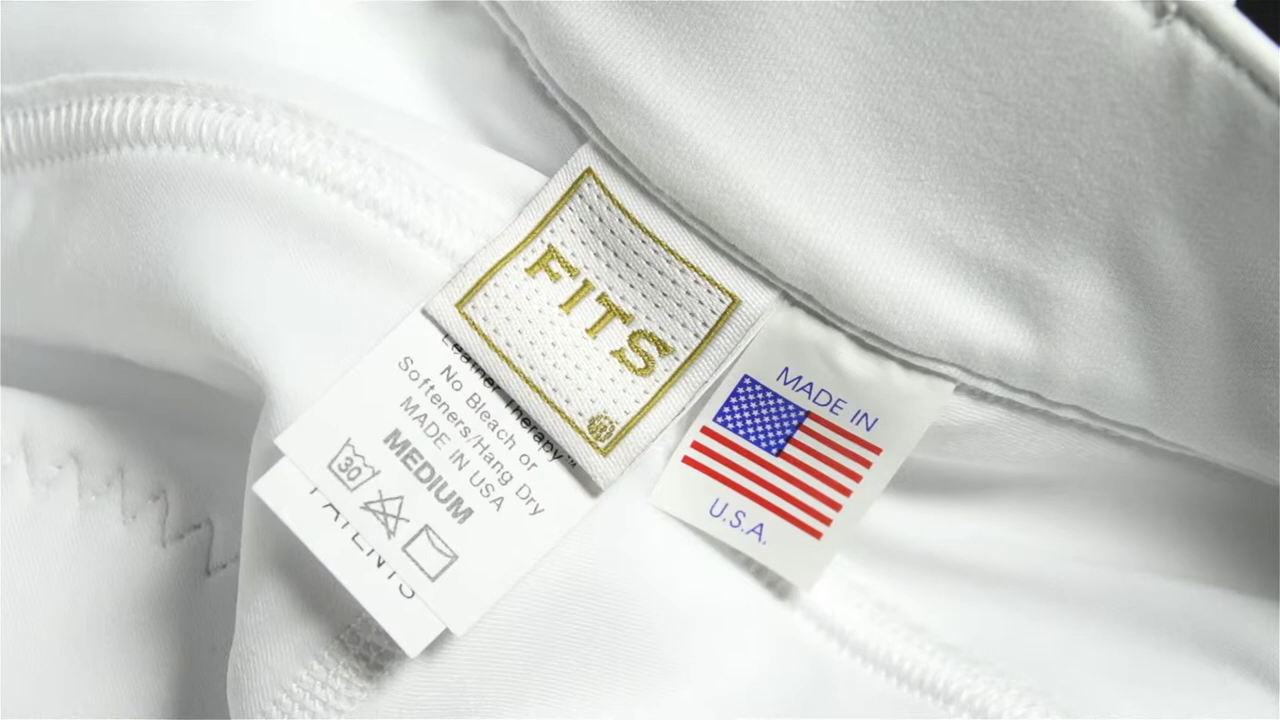 FITS
Leather Therapy™
No Bleach or
Softeners/Hang Dry
MADE IN USA
MEDIUM
30
PATENTS
MADE IN
U.S.A.